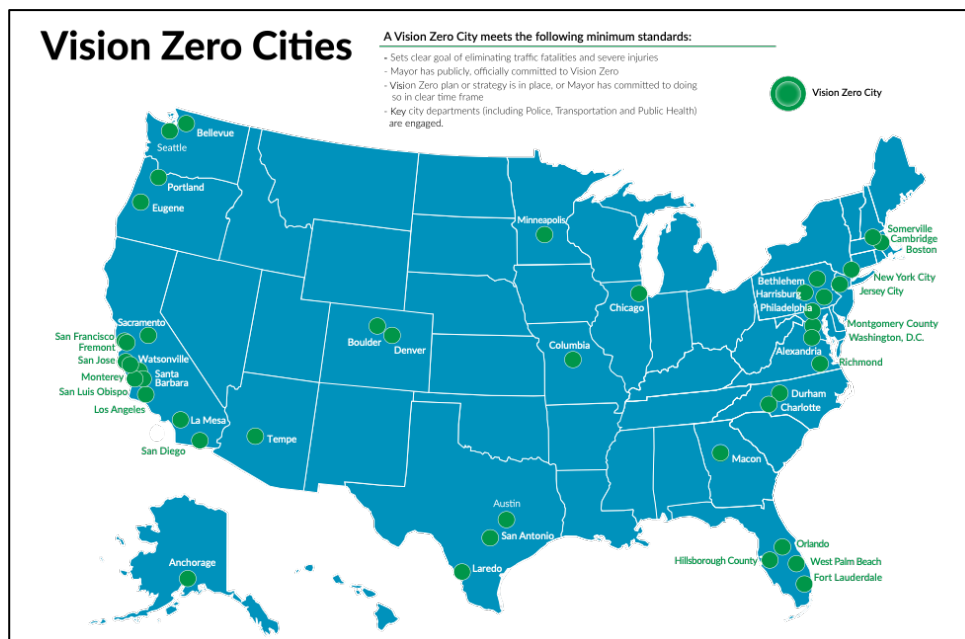 Vision Zero Cities
A Vision Zero City meets the following minimum standards:
- Sets clear goal of eliminating traffic fatalities and severe injuries
- Mayor has publicly, officially committed to Vision Zero
- Vision Zero plan or strategy is in place, or Mayor has committed to doing
so in clear time frame
- Key city departments (including Police, Transportation and Public Health)
are engaged.
Vision Zero City
Bellevue
Seattle
Portland
Eugene
Minneapolis
Somerville
Cambridge
Boston
New York City
Bethlehem
Harrisburg
Jersey City
Philadelphia
Chicago
Montgomery County
Washington, D.C.
Alexandria
Richmond
Sacramento
San Francisco
Fremont
San Jose
Watsonville
Monterey
Santa
Barbara
San Luis Obispo
Los Angeles
Boulder
Denver
Columbia
Durham
Charlotte
La Mesa
San Diego
Tempe
Macon
Austin
San Antonio
Laredo
Anchorage
Orlando
Hillsborough County
West Palm Beach
Fort Lauderdale